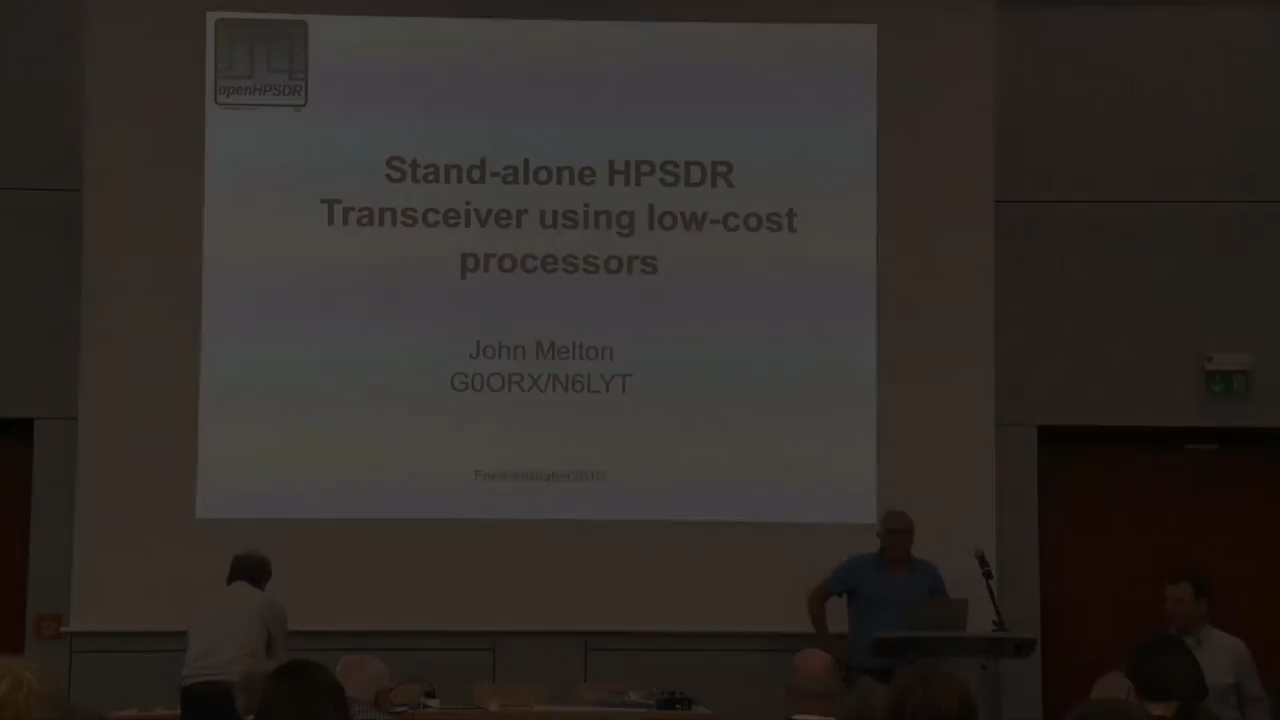 openHPSDR
Stand-alone HPSDR
Transceiver using low-cost
processors
John Melton
G0ORX/N6LYT